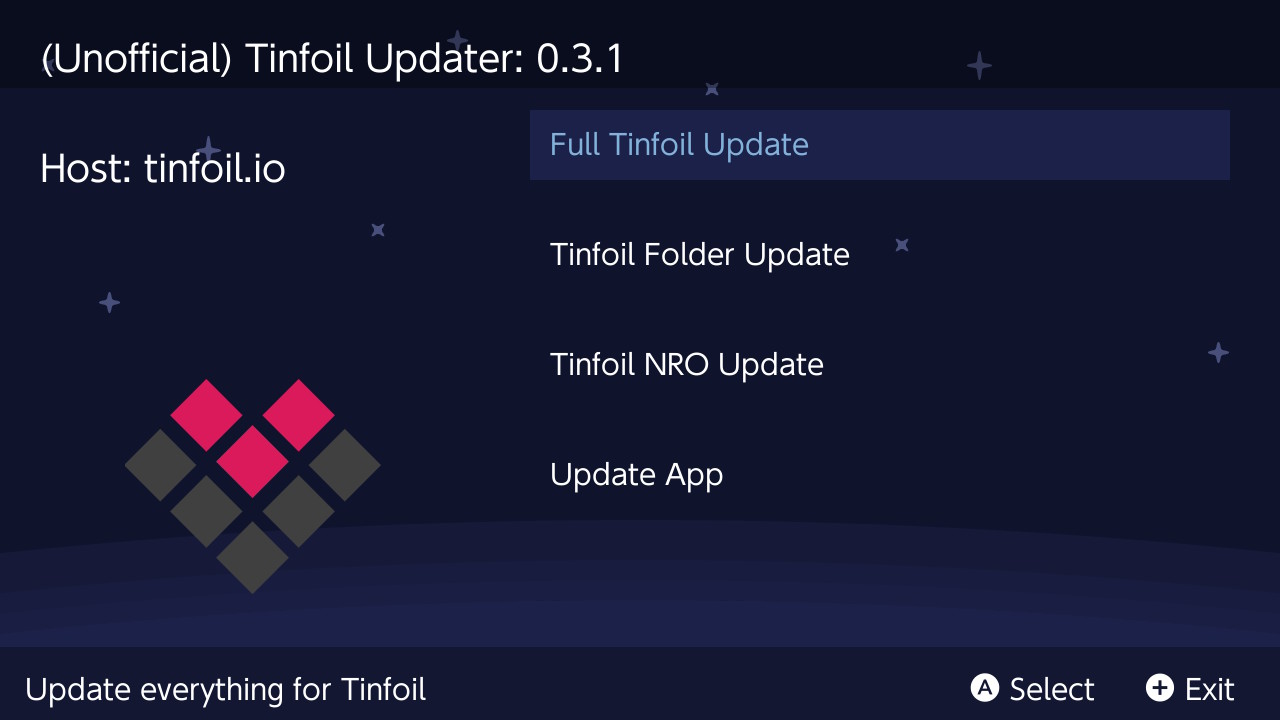 (Unofficial) Tinfoil Updater: 0.3.1
Host: tinfoil.io
Full Tinfoil Update
Tinfoil Folder Update
Tinfoil NRO Update
Update App
Update everything for Tinfoil
A Select
+ Exit